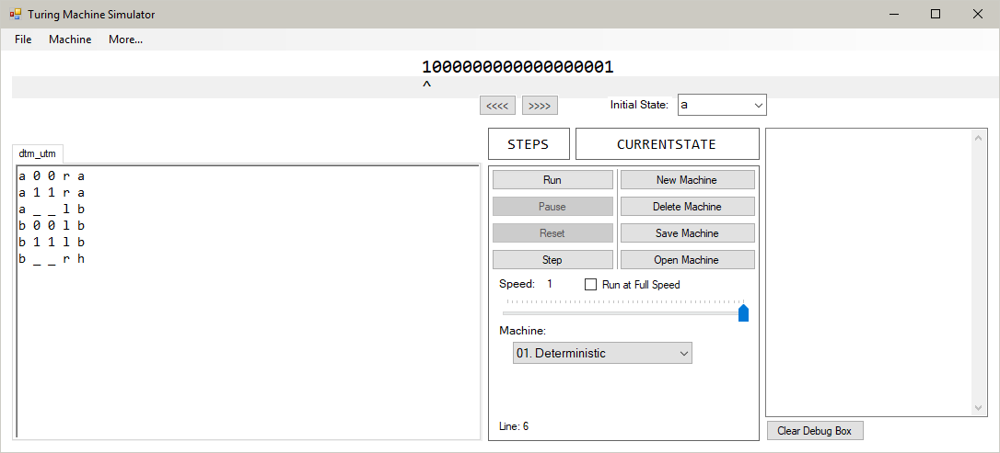 Turing Machine Simulator
File Machine More...
1000000000000000001
^
<<<< >>>> Initial State: a
dtm_utm
a 0 0 r a
a 1 1 r a
a _ _ l b
b 0 0 l b
b 1 1 l b
b _ _ r h
STEPS CURRENTSTATE
Run New Machine
Pause Delete Machine
Reset Save Machine
Step Open Machine
Speed: 1 Run at Full Speed
Machine:
01. Deterministic
Line: 6
Clear Debug Box